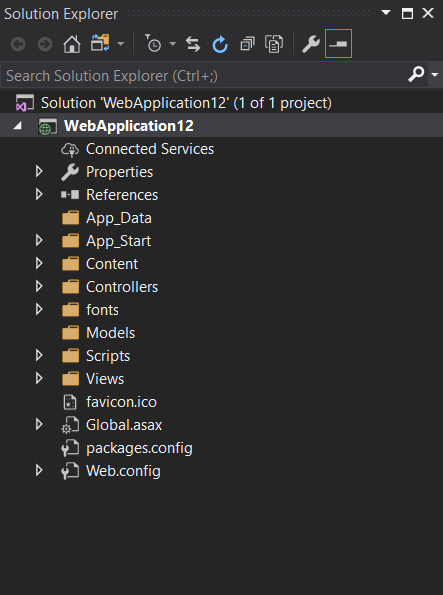 Solution Explorer
Search Solution Explorer (Ctrl+;)
Solution 'WebApplication12' (1 of 1 project)
WebApplication12
Connected Services
Properties
References
App_Data
App_Start
Content
Controllers
fonts
Models
Scripts
Views
favicon.ico
Global.asax
packages.config
Web.config